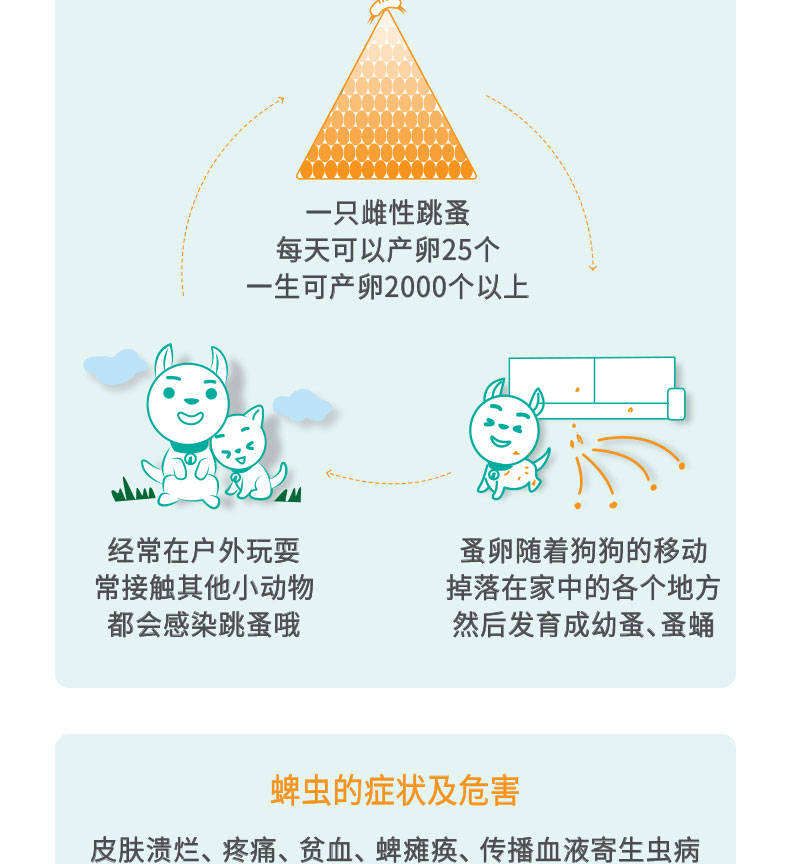 一只雌性跳蚤
每天可以产卵25个
一生可产卵2000个以上
经常在户外玩耍
常接触其他小动物
都会感染跳蚤哦
蚤卵随着狗狗的移动
掉落在家中的各个地方
然后发育成幼蚤、蚤蛹
蜱虫的症状及危害
皮肤溃烂、疼痛、贫血、蜱瘫痪、传播血液寄生虫病